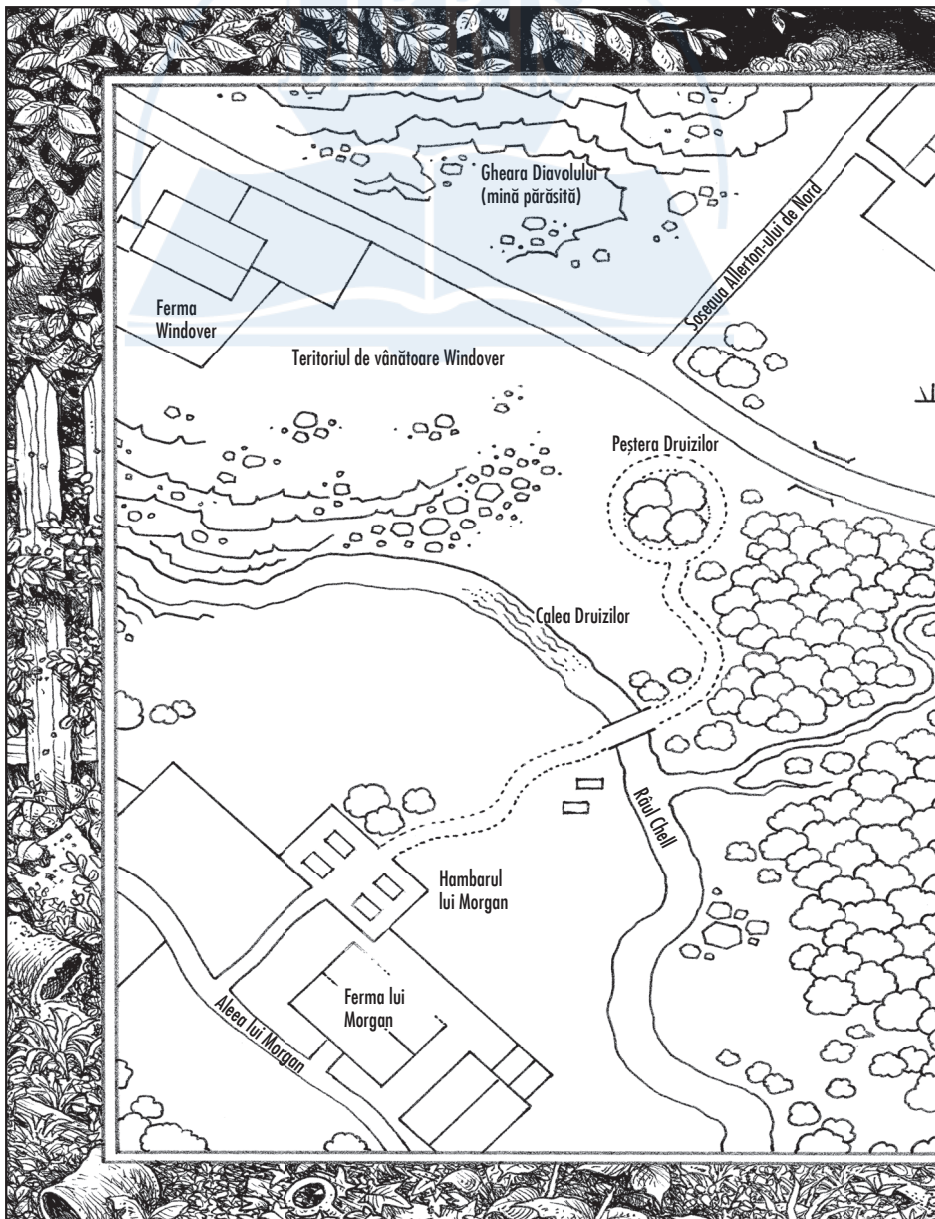 Gheara Diavolului
(mină părăsită)
Șoseaua Allerton-ului de Nord
Ferma
Windover
Teritoriul de vânătoare Windover
Peștera Druizilor
Calea Druizilor
Râul Chell
Hambarul
lui Morgan
Ferma lui
Morgan
Aleea lui Morgan